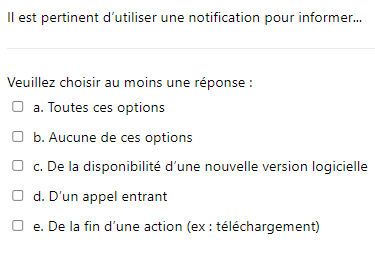 Il est pertinent d’utiliser une notification pour informer...
Veuillez choisir au moins une réponse :
a. Toutes ces options
b. Aucune de ces options
c. De la disponibilité d’une nouvelle version logicielle
d. D’un appel entrant
e. De la fin d’une action (ex : téléchargement)